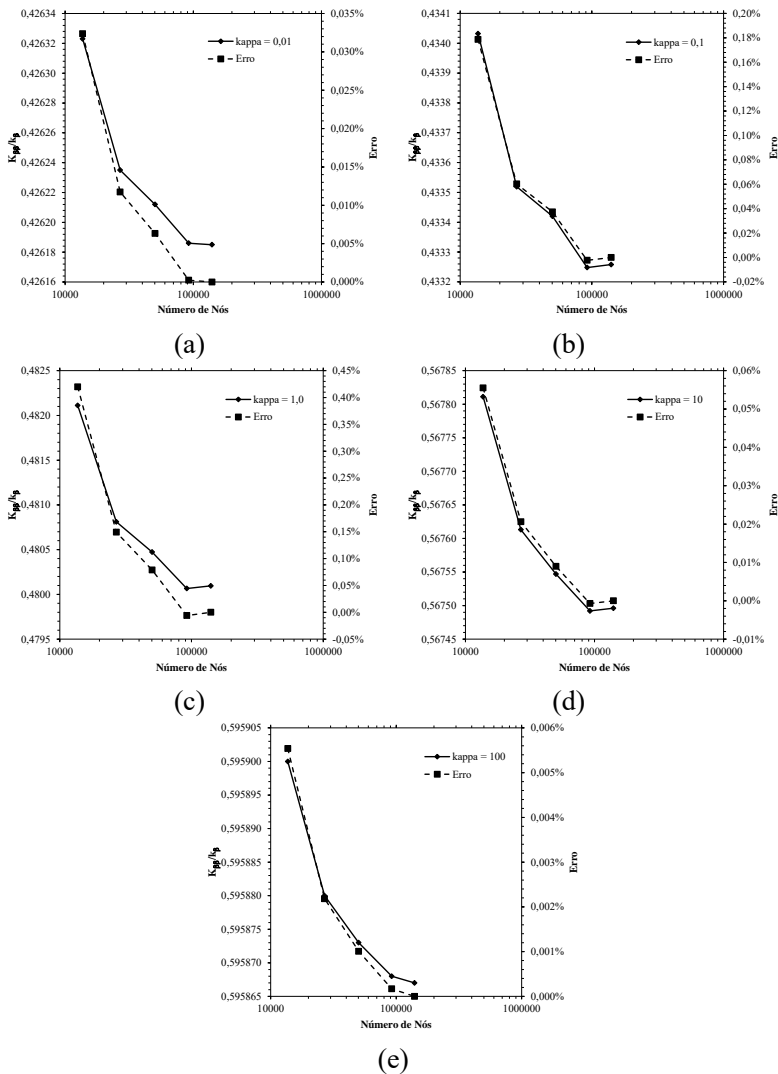 0,42634
0,42632
0,42630
0,42628
0,42626
0,42624
0,42622
0,42620
0,42618
0,42616
Kββ/kβ
kappa = 0,01
Erro
0,035%
0,030%
0,025%
0,020%
0,015%
0,010%
0,005%
0,000%
Erro
10000 100000 1000000
Número de Nós
(a)
0,4341
0,4340
0,4339
0,4338
0,4337
0,4336
0,4335
0,4334
0,4333
0,4332
Kββ/kβ
kappa = 0,1
Erro
0,20%
0,18%
0,16%
0,14%
0,12%
0,10%
0,08%
0,06%
0,04%
0,02%
0,00%
-0,02%
Erro
10000 100000 1000000
Número de Nós
(b)
0,4825
0,4820
0,4815
0,4810
0,4805
0,4800
0,4795
Kββ/kβ
kappa = 1,0
Erro
0,45%
0,40%
0,35%
0,30%
0,25%
0,20%
0,15%
0,10%
0,05%
0,00%
-0,05%
Erro
10000 100000 1000000
Número de Nós
(c)
0,56785
0,56780
0,56775
0,56770
0,56765
0,56760
0,56755
0,56750
0,56745
Kββ/kβ
kappa = 10
Erro
0,06%
0,05%
0,04%
0,03%
0,02%
0,01%
0,00%
-0,01%
Erro
10000 100000 1000000
Número de Nós
(d)
0,595905
0,595900
0,595895
0,595890
0,595885
0,595880
0,595875
0,595870
0,595865
Kββ/kβ
kappa = 100
Erro
0,006%
0,005%
0,004%
0,003%
0,002%
0,001%
0,000%
Erro
10000 100000 1000000
Número de Nós
(e)